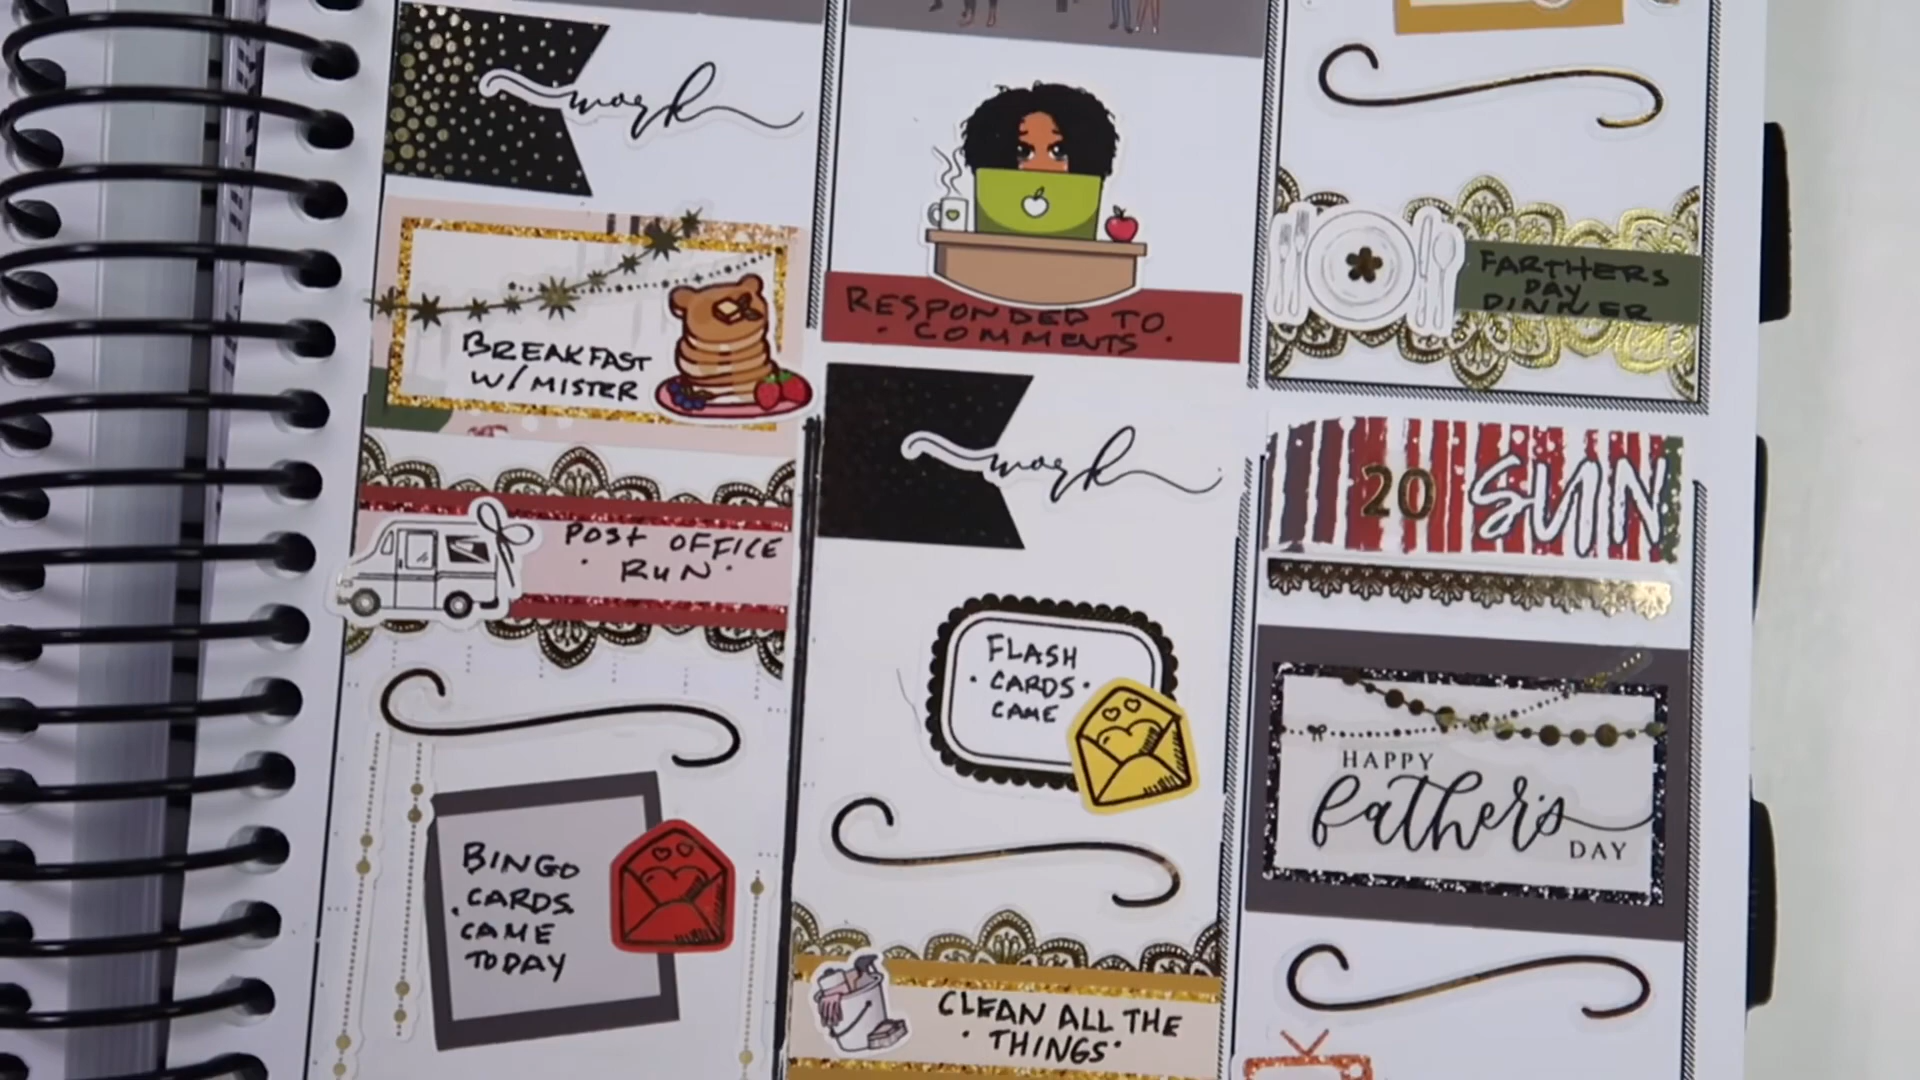 work
BREAKFAST
W/ MISTER
POST OFFICE
· RUN ·
BINGO
. CARDS.
CAME
TODAY
RESPONDED TO
· COMMENTS ·
work
FLASH
· CARDS ·
CAME
CLEAN ALL THE
· THINGS ·
FARTHERS
DAY
DINNER
20 SUN
HAPPY
father's
DAY